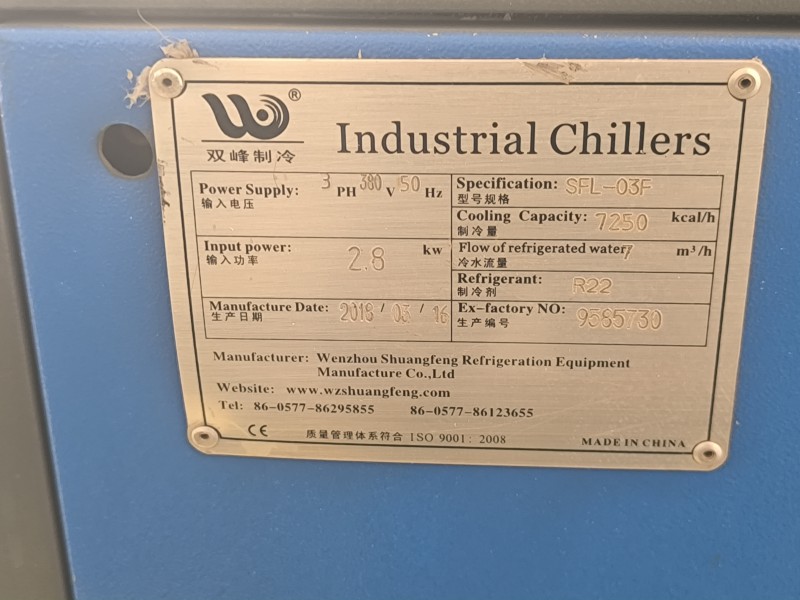 ®
双峰制冷
Industrial Chillers
Power Supply: 3 PH 380 V 50 Hz
输入电压
Specification: SFL-03F
型号规格
Cooling Capacity: 7250 kcal/h
制冷量
Input power: 2.8 kw
输入功率
Flow of refrigerated water 7 m³/h
冷水流量
Refrigerant: R22
制冷剂
Manufacture Date: 2018 / 03 / 16
生产日期
Ex-factory NO: 9385730
生产编号
Manufacturer: Wenzhou Shuangfeng Refrigeration Equipment
Manufacture Co.,Ltd
Website: www.wzshuangfeng.com
Tel: 86-0577-86295855 86-0577-86123655
CE 质量管理体系符合 ISO 9001: 2008 MADE IN CHINA